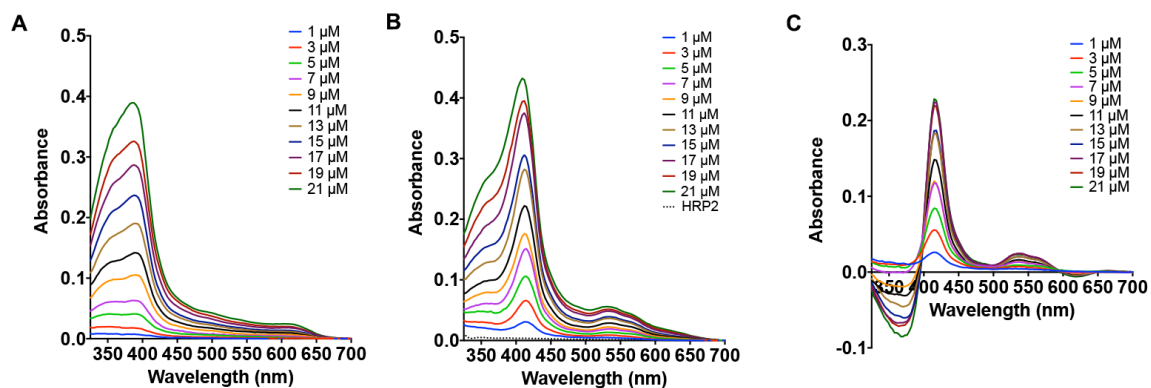 A
Absorbance
0.5
0.4
0.3
0.2
0.1
0.0
350 400 450 500 550 600 650 700
Wavelength (nm)
1 µM
3 µM
5 µM
7 µM
9 µM
11 µM
13 µM
15 µM
17 µM
19 µM
21 µM
B
Absorbance
0.5
0.4
0.3
0.2
0.1
0.0
350 400 450 500 550 600 650 700
Wavelength (nm)
1 µM
3 µM
5 µM
7 µM
9 µM
11 µM
13 µM
15 µM
17 µM
19 µM
21 µM
HRP2
C
Absorbance
0.3
0.2
0.1
0.0
-0.1
350 400 450 500 550 600 650 700
Wavelength (nm)
1 µM
3 µM
5 µM
7 µM
9 µM
11 µM
13 µM
15 µM
17 µM
19 µM
21 µM